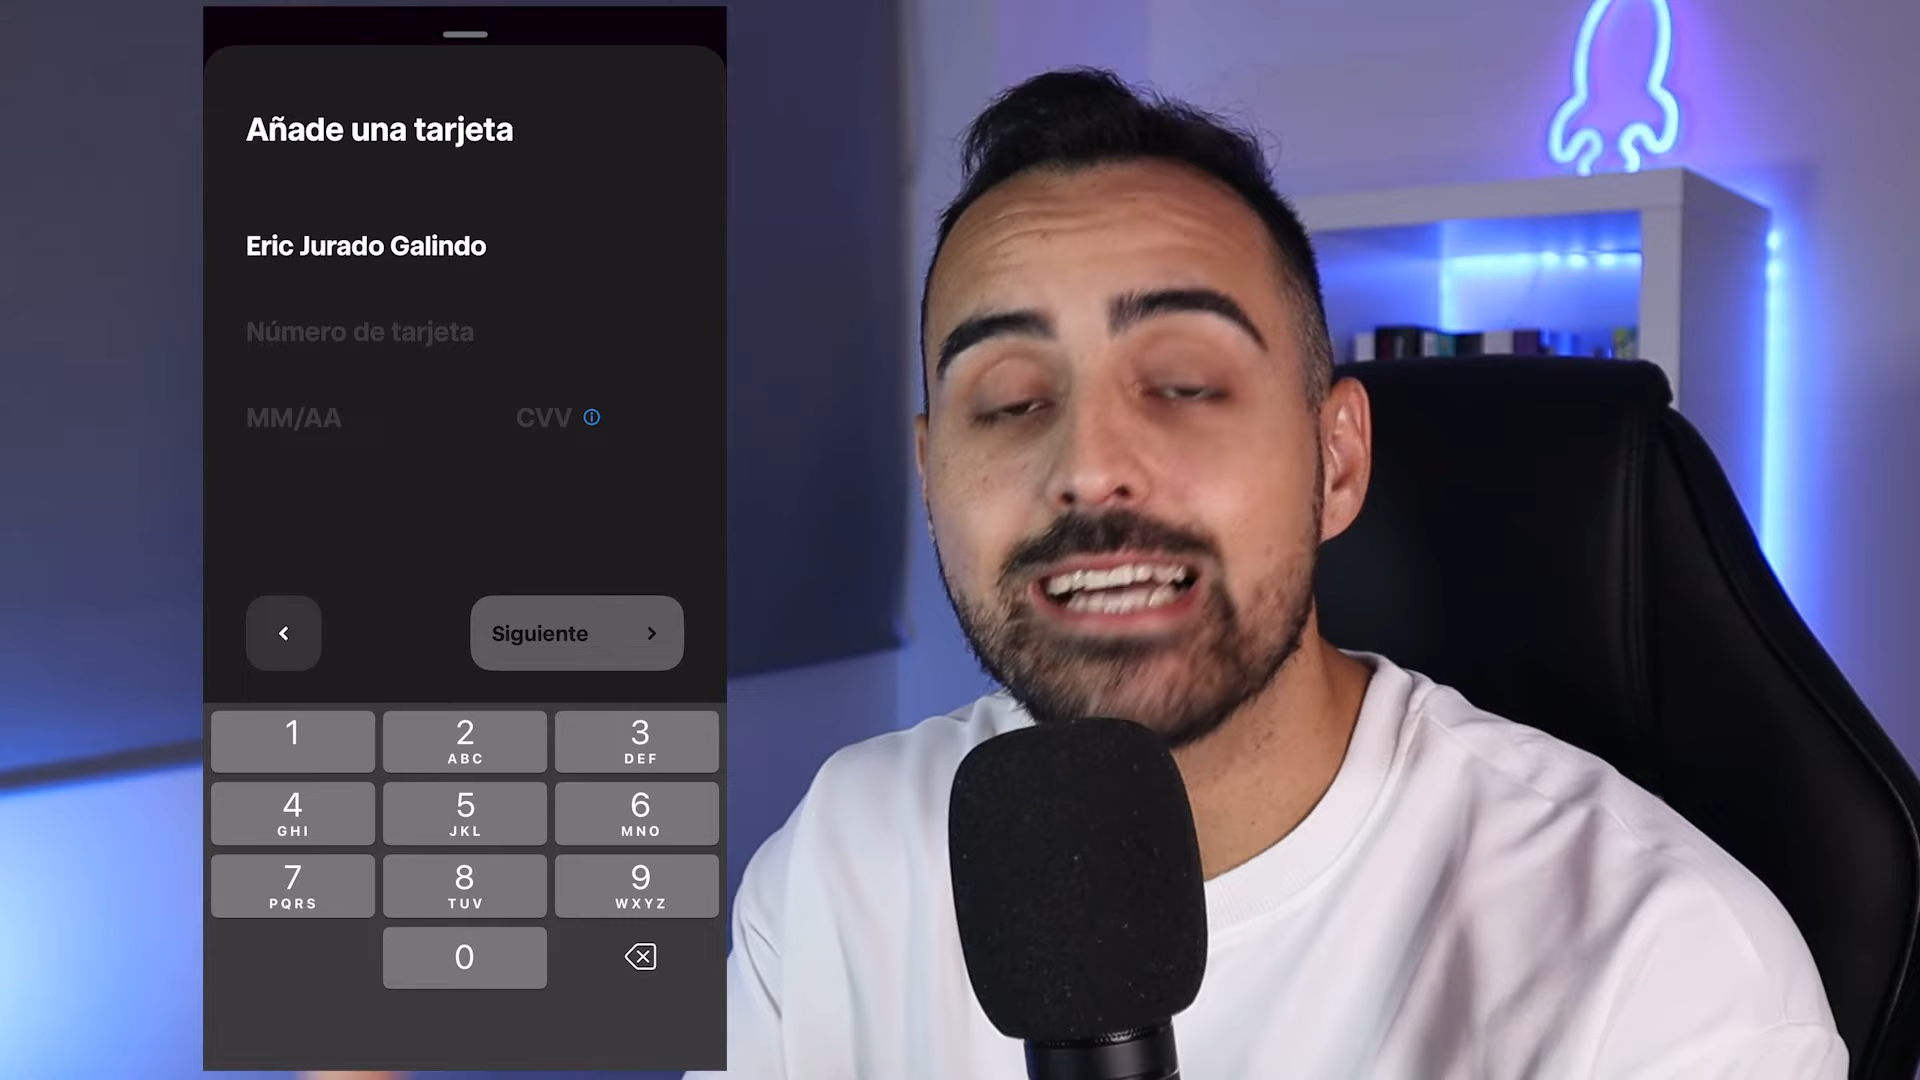 Añade una tarjeta
Eric Jurado Galindo
Número de tarjeta
MM/AA CVV
Siguiente
1 2 3
ABC DEF
4 5 6
GHI JKL MNO
7 8 9
PQRS TUV WXYZ
0